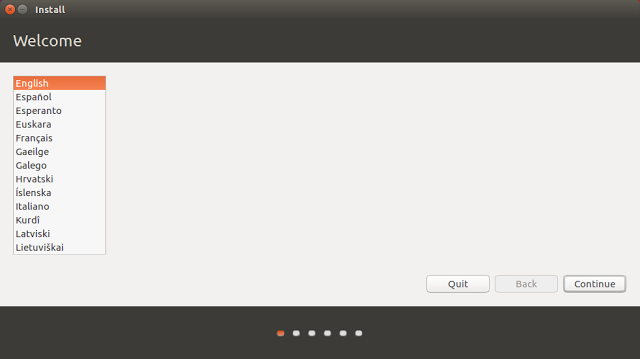 Install
Welcome
English
Español
Esperanto
Euskara
Français
Gaeilge
Galego
Hrvatski
Íslenska
Italiano
Kurdî
Latviski
Lietuviškai
Quit Back Continue